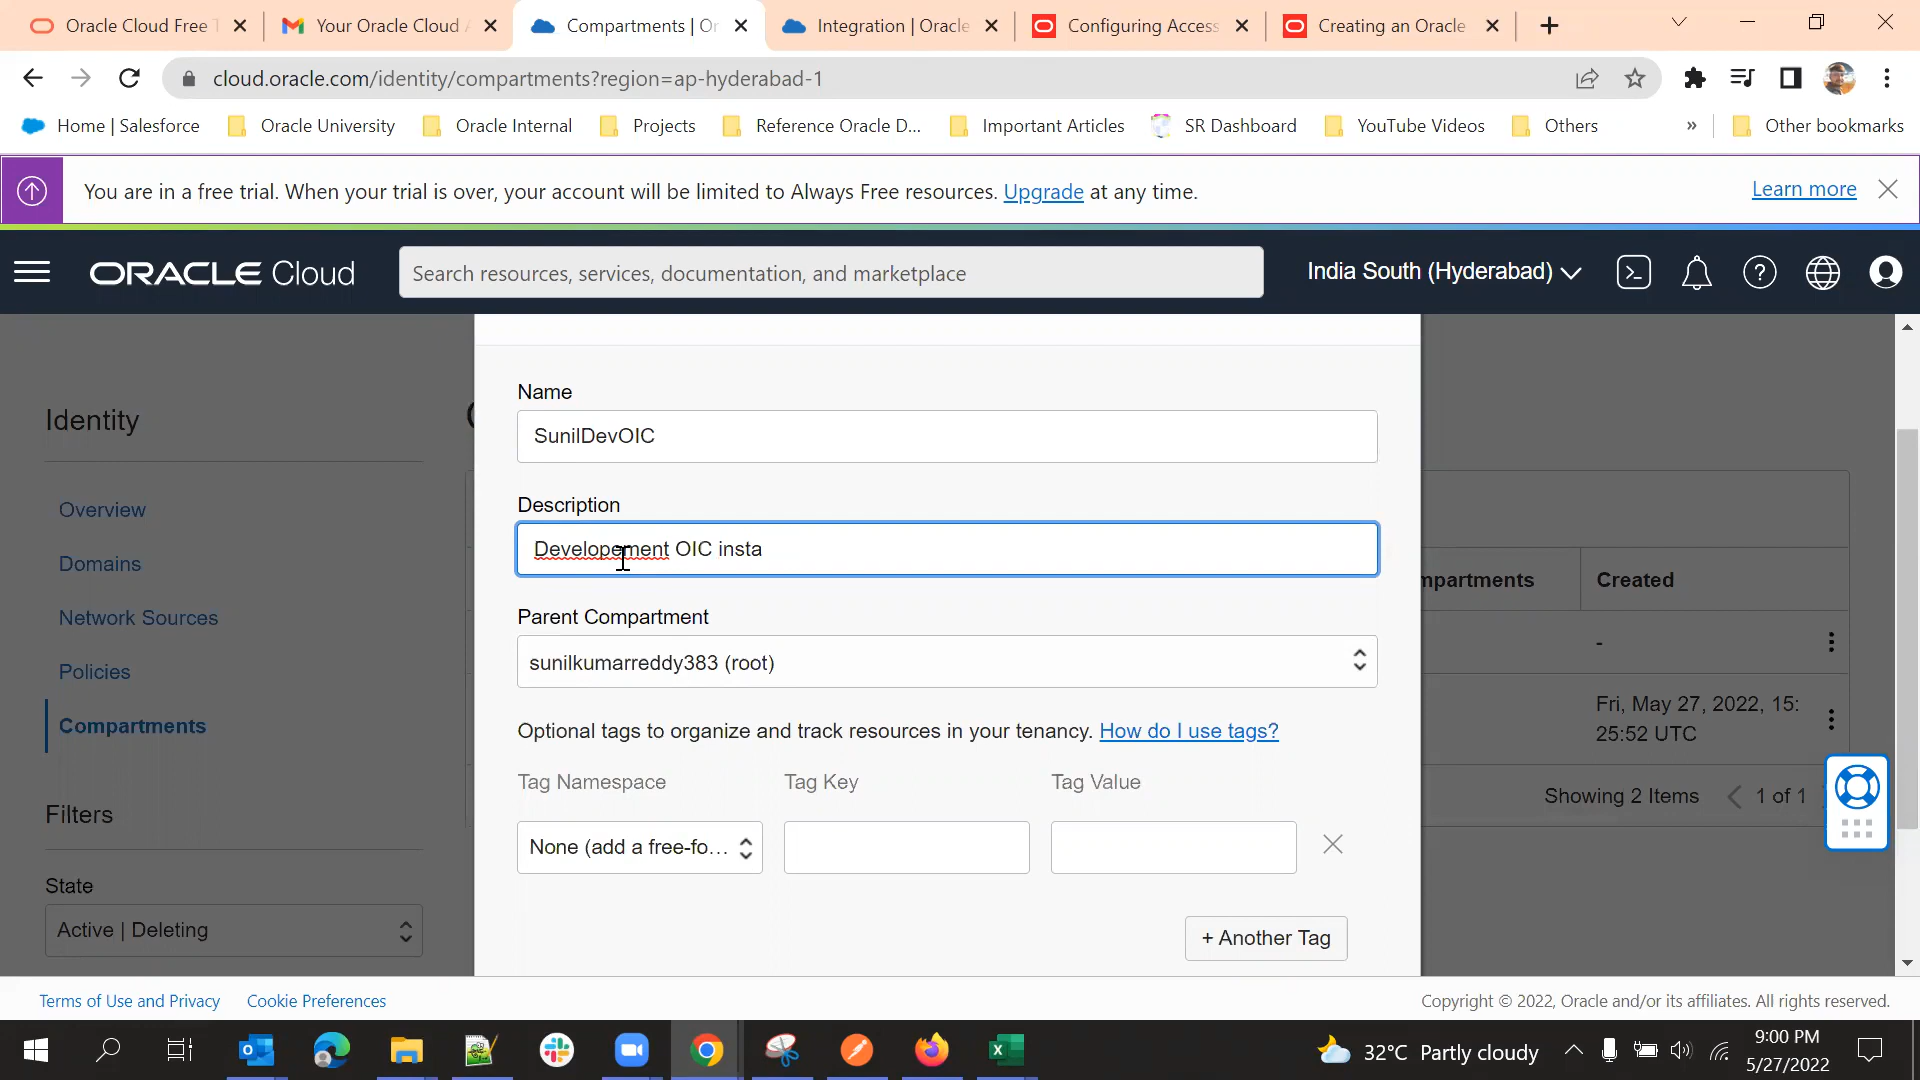 Oracle Cloud Free T
Your Oracle Cloud A
Compartments | Or
Integration | Oracle
Configuring Access
Creating an Oracle
cloud.oracle.com/identity/compartments?region=ap-hyderabad-1
Home | Salesforce
Oracle University
Oracle Internal
Projects
Reference Oracle D...
Important Articles
SR Dashboard
YouTube Videos
Others
»
Other bookmarks
You are in a free trial. When your trial is over, your account will be limited to Always Free resources. Upgrade at any time.
Learn more
ORACLE Cloud
Search resources, services, documentation, and marketplace
India South (Hyderabad)
Identity
Overview
Domains
Network Sources
Policies
Compartments
Filters
State
Active | Deleting
Name
SunilDevOIC
Description
Developement OIC insta
Parent Compartment
sunilkumarreddy383 (root)
Optional tags to organize and track resources in your tenancy. How do I use tags?
Tag Namespace
Tag Key
Tag Value
None (add a free-fo...
+ Another Tag
mpartments
Created
-
Fri, May 27, 2022, 15:
25:52 UTC
Showing 2 Items
1 of 1
Terms of Use and Privacy
Cookie Preferences
Copyright © 2022, Oracle and/or its affiliates. All rights reserved.
32°C Partly cloudy
9:00 PM
5/27/2022